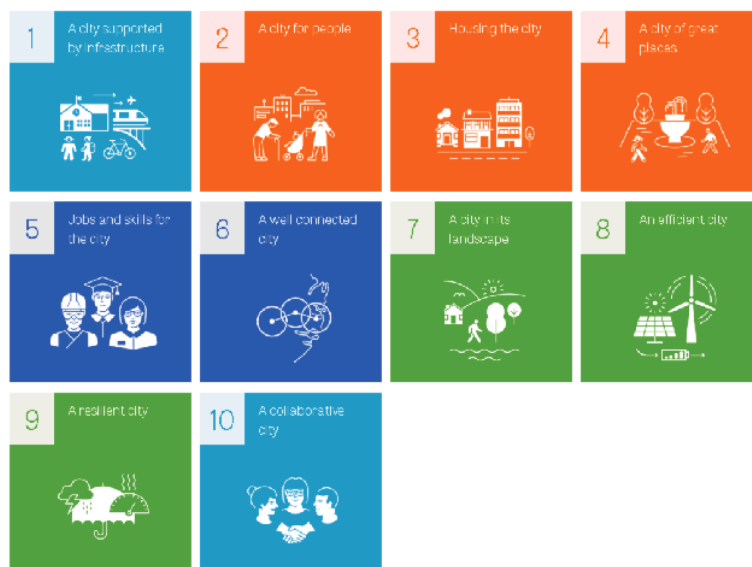 1
A city supported
by infrastructure
2
A city for people
3
Housing the city
4
A city of great
places
5
Jobs and skills for
the city
6
A well connected
city
7
A city in its
landscape
8
An efficient city
9
A resilient city
10
A collaborative
city